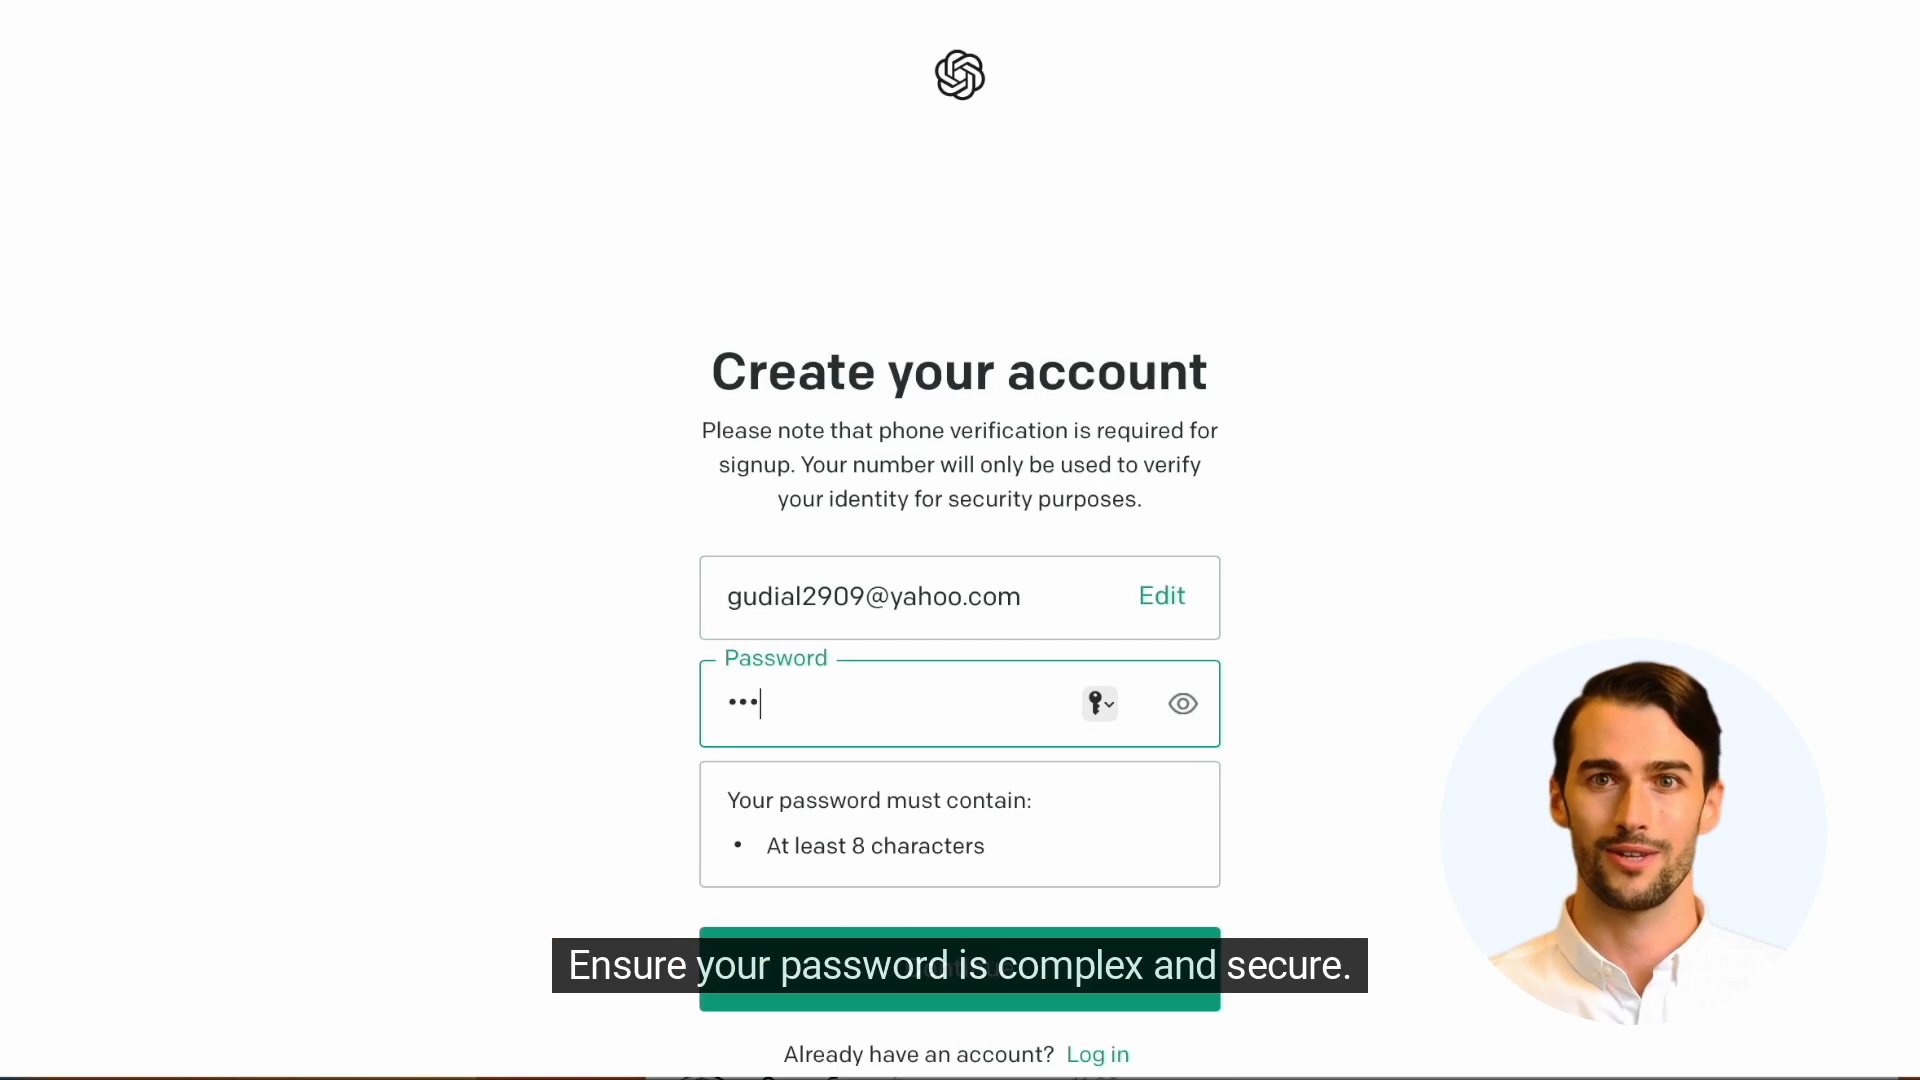 Create your account
Please note that phone verification is required for
signup. Your number will only be used to verify
your identity for security purposes.
gudial2909@yahoo.com Edit
Password
Your password must contain:
• At least 8 characters
Ensure your password is complex and secure.
Already have an account? Log in